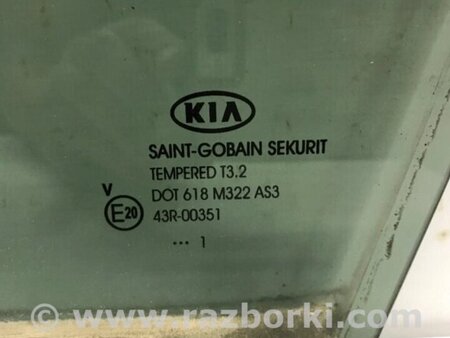 KIA
SAINT-GOBAIN SEKURIT
TEMPERED T3.2
DOT 618 M322 AS3
V
E20
43R-00351
··· 1
www.razborki.com